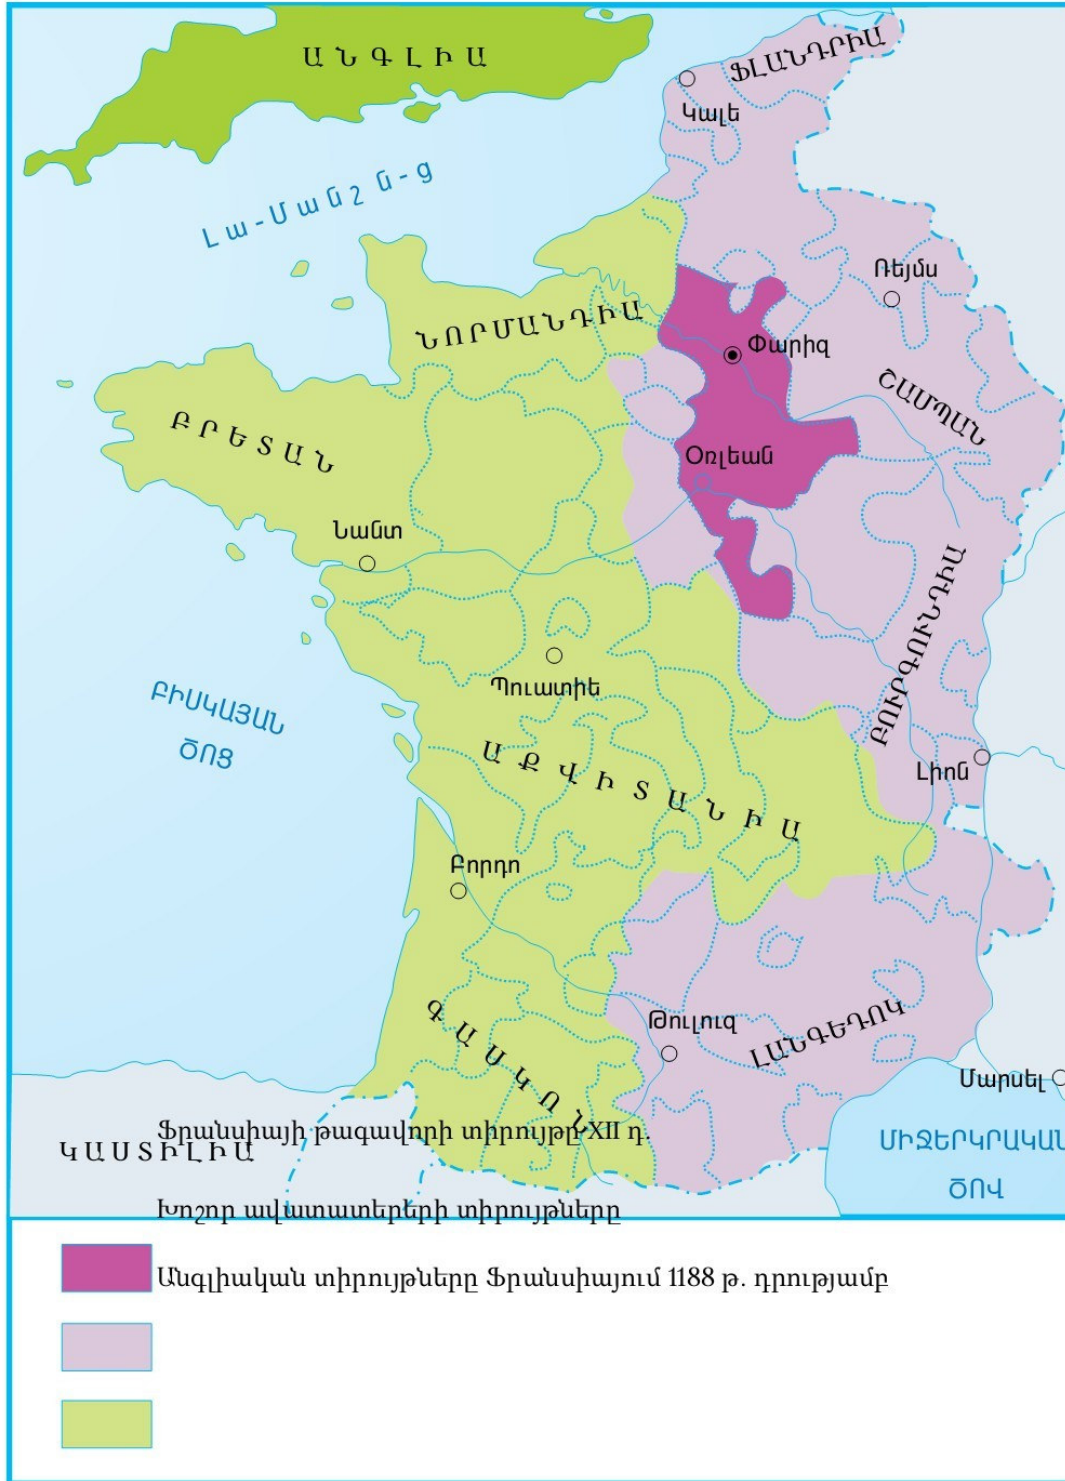 ԱՆԳԼԻԱ
ՖԼԱՆԴՐԻԱ
Կալե
Լա-Մանշ ն-ց
Ռեյմս
ՆՈՐՄԱՆԴԻԱ
Փարիզ
ՇԱՄՊԱՆ
ԲՐԵՏԱՆ
Օռլեան
Նանտ
ԲՈՒՐԳՈՒՆԴԻԱ
Պուատիե
ԲԻՍԿԱՅԱՆ
ԾՈՑ
ԱՔՎԻՏԱՆԻԱ
Լիոն
Բորդո
ԳԱՍԿՈՆ
Թուլուզ
ԼԱՆԳԵԴՈԿ
Մարսել
ԿԱՍՏԻԼԻԱ
ՄԻՋԵՐԿՐԱԿԱՆ
ԾՈՎ
Ֆրանսիայի թագավորի տիրույթը XII դ.
Խոշոր ավատատերերի տիրույթները
Անգլիական տիրույթները Ֆրանսիայում 1188 թ. դրությամբ